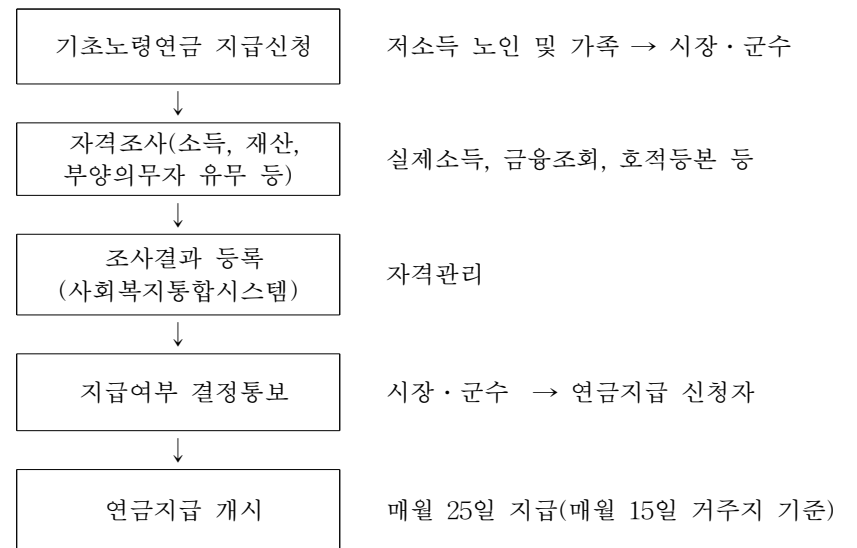 기초노령연금 지급신청 저소득 노인 및 가족 → 시장・군수
↓
자격조사(소득, 재산,
부양의무자 유무 등) 실제소득, 금융조회, 호적등본 등
↓
조사결과 등록
(사회복지통합시스템) 자격관리
↓
지급여부 결정통보 시장・군수 → 연금지급 신청자
↓
연금지급 개시 매월 25일 지급(매월 15일 거주지 기준)